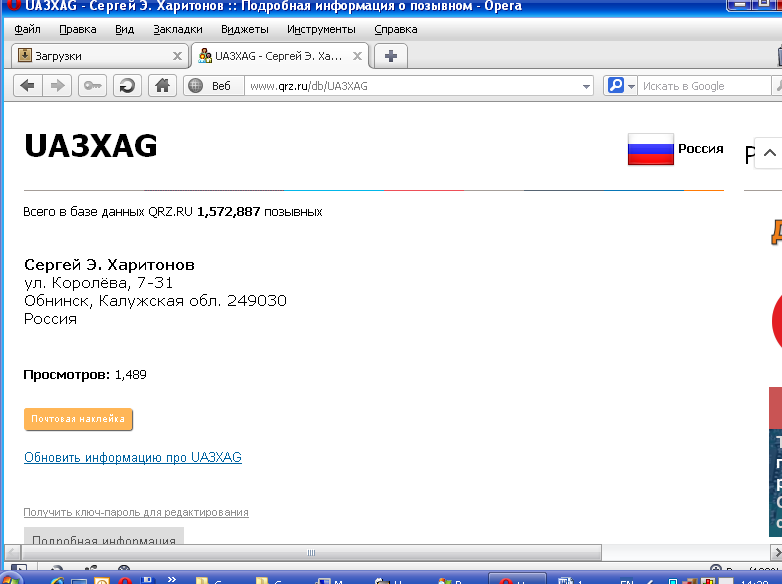 UA3XAG - Сергей Э. Харитонов :: Подробная информация о позывном - Opera
Файл Правка Вид Закладки Виджеты Инструменты Справка
Загрузки UA3XAG - Сергей Э. Ха...
Веб www.qrz.ru/db/UA3XAG Искать в Google
UA3XAG
Россия
Всего в базе данных QRZ.RU 1,572,887 позывных
Сергей Э. Харитонов
ул. Королёва, 7-31
Обнинск, Калужская обл. 249030
Россия
Просмотров: 1,489
Почтовая наклейка
Обновить информацию про UA3XAG
Получить ключ-пароль для редактирования
Подробная информация